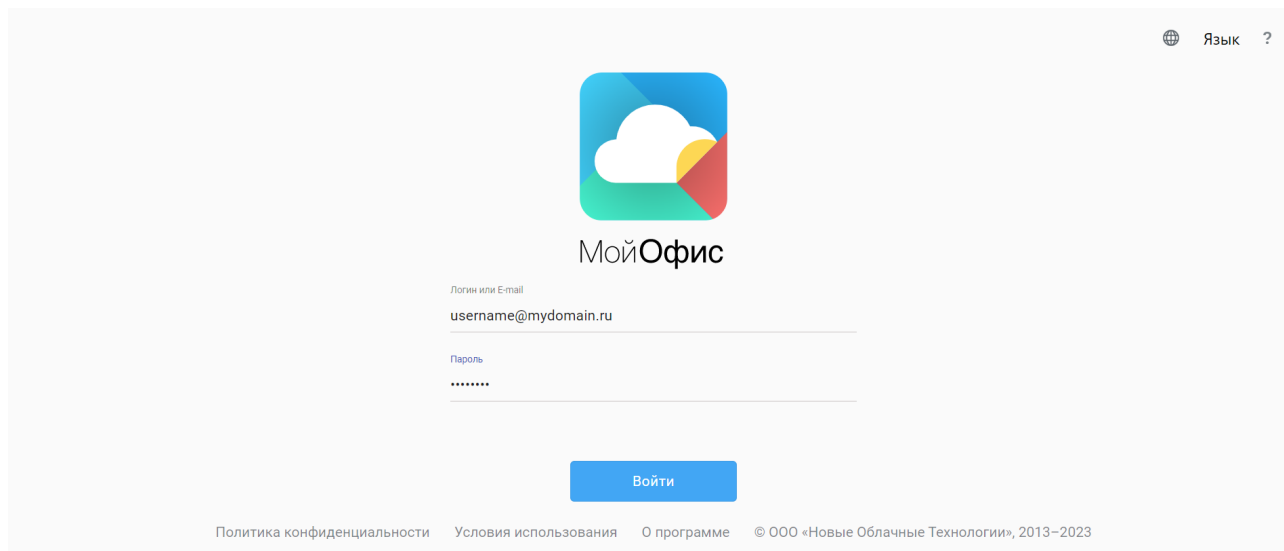 Язык ?
МойОфис
Логин или E-mail
username@mydomain.ru
Пароль
••••••••
Войти
Политика конфиденциальности Условия использования О программе © ООО «Новые Облачные Технологии», 2013–2023